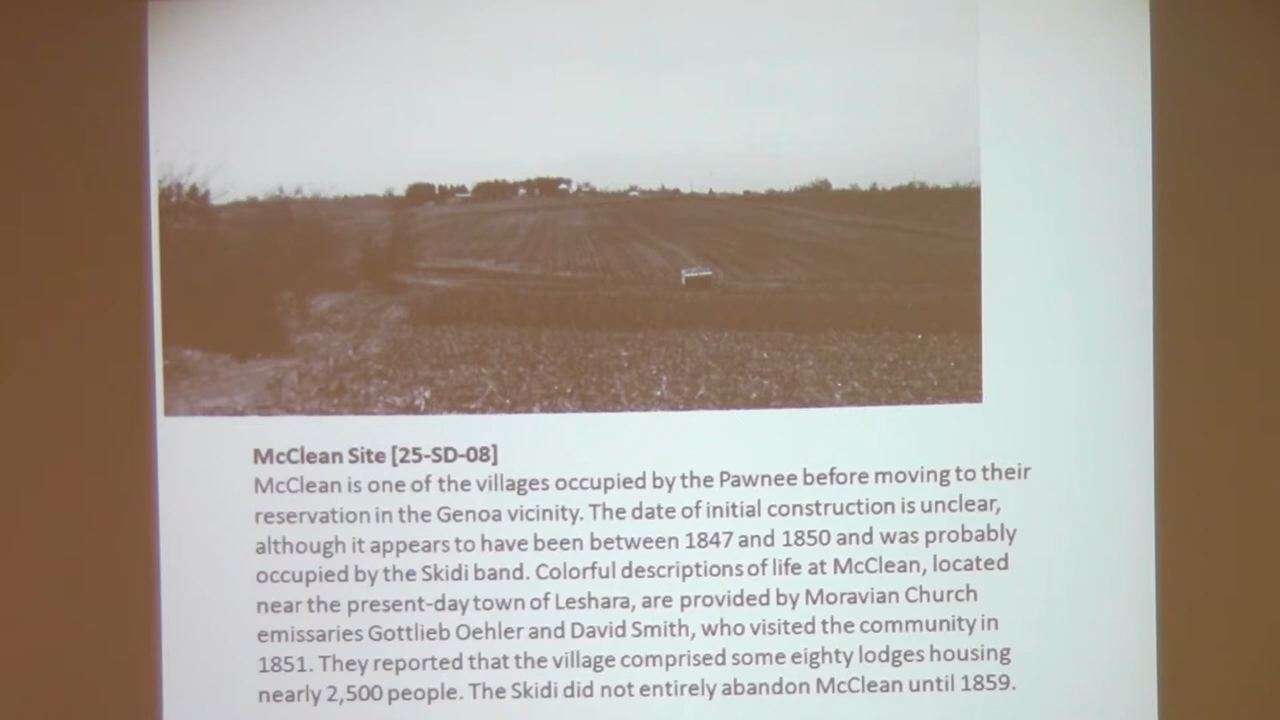 McClean Site [25-SD-08]
McClean is one of the villages occupied by the Pawnee before moving to their
reservation in the Genoa vicinity. The date of initial construction is unclear,
although it appears to have been between 1847 and 1850 and was probably
occupied by the Skidi band. Colorful descriptions of life at McClean, located
near the present-day town of Leshara, are provided by Moravian Church
emissaries Gottlieb Oehler and David Smith, who visited the community in
1851. They reported that the village comprised some eighty lodges housing
nearly 2,500 people. The Skidi did not entirely abandon McClean until 1859.